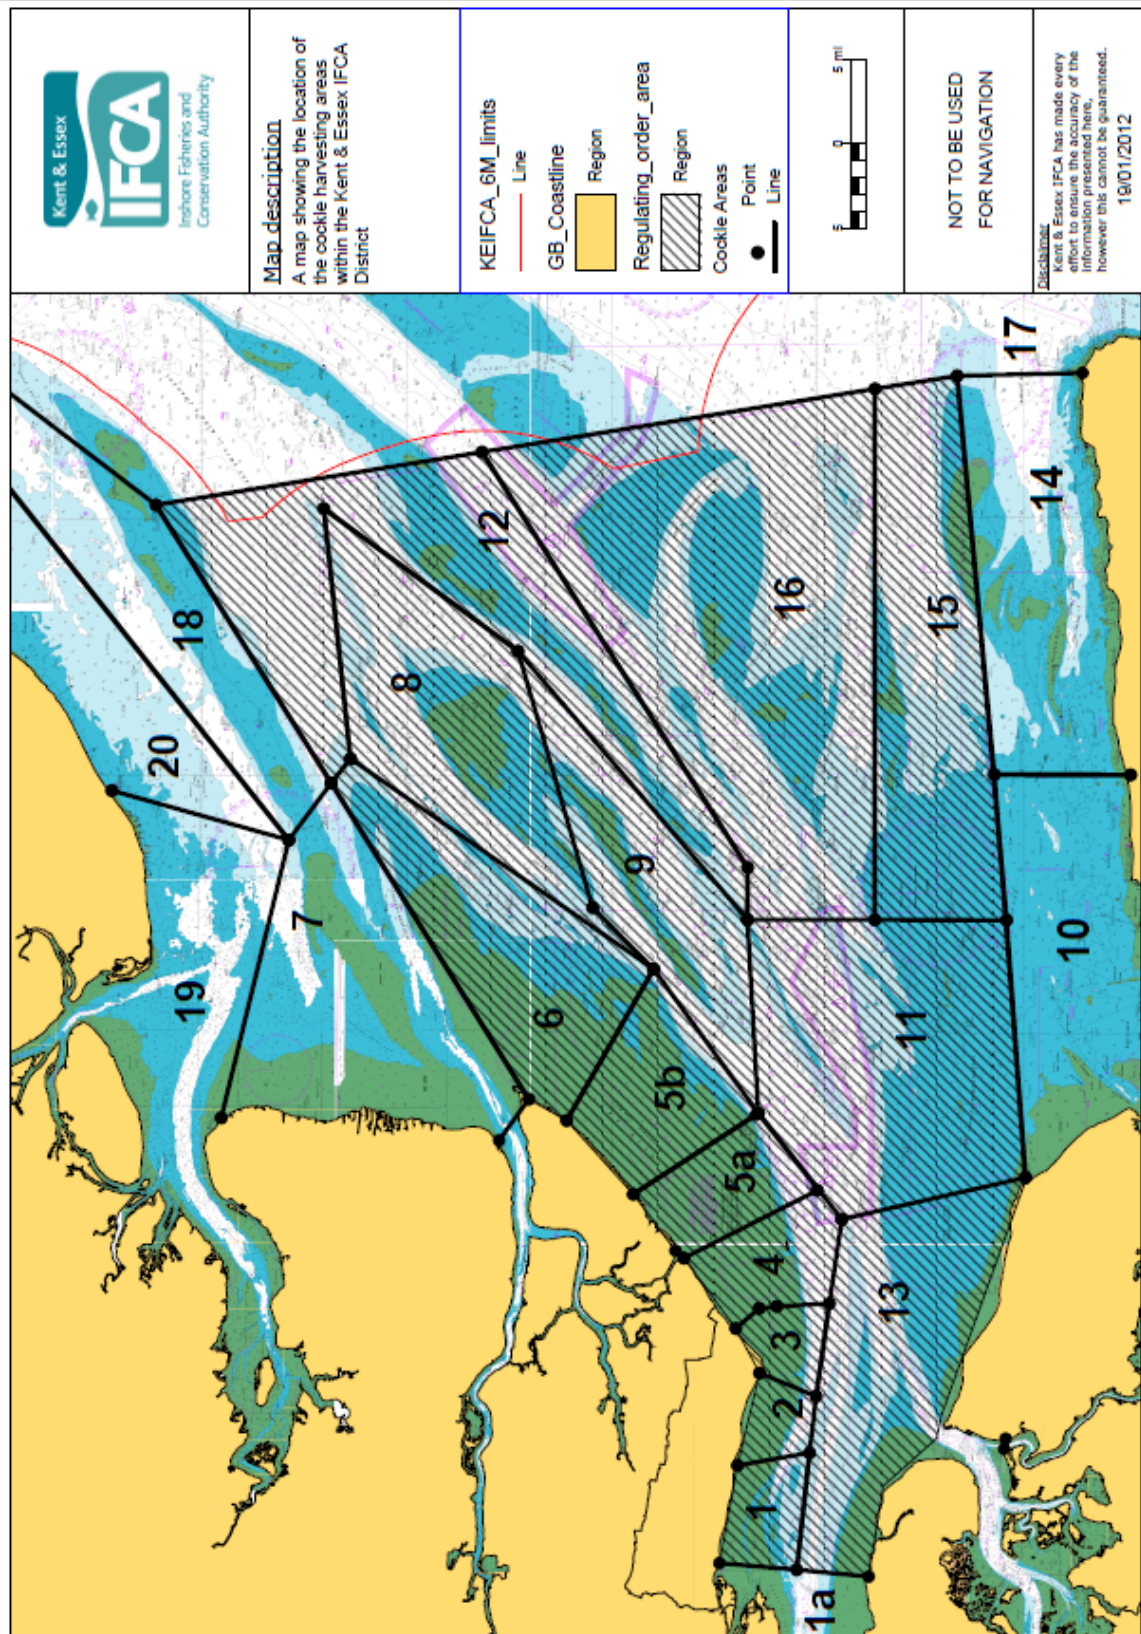 Kent & Essex
IFCA
Inshore Fisheries and
Conservation Authority
Map description
A map showing the location of
the cockle harvesting areas
within the Kent & Essex IFCA
District
KEIFCA_6M_limits
Line
GB_Coastline
Region
Regulating_order_area
Region
Cockle Areas
Point
Line
5 0 5 ml
NOT TO BE USED
FOR NAVIGATION
Disclaimer
Kent & Essex IFCA has made every
effort to ensure the accuracy of the
information presented here,
however this cannot be guaranteed.
19/01/2012
20
18
19
7
8
12
6
9
5b
5a
16
4
3
2
1
1a
15
17
14
11
10
13